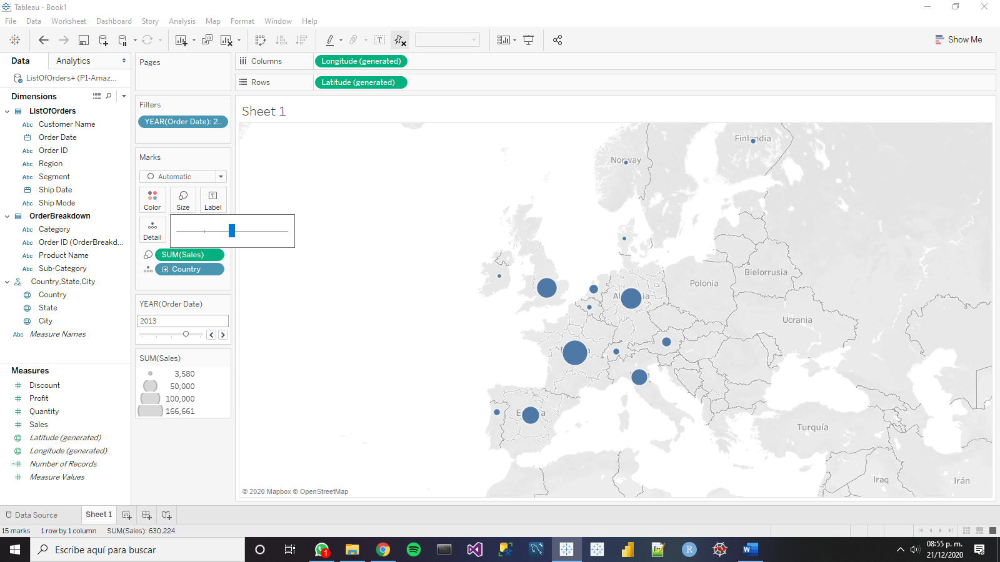 Tableau - Book1
File Data Worksheet Dashboard Story Analysis Map Format Window Help
Show Me
Data Analytics
ListOfOrders+ (P1-Amaz...
Dimensions
ListOfOrders
Abc Customer Name
Order Date
Abc Order ID
Abc Region
Abc Segment
Ship Date
Abc Ship Mode
OrderBreakdown
Abc Category
Abc Order ID (OrderBreakd...
Abc Product Name
Abc Sub-Category
Country,State,City
Country
State
City
Abc Measure Names
Measures
Discount
Profit
Quantity
Sales
Latitude (generated)
Longitude (generated)
Number of Records
Measure Values
Pages
Filters
YEAR(Order Date): 2..
Marks
Automatic
Color Size Label
Detail
SUM(Sales)
Country
YEAR(Order Date)
2013
SUM(Sales)
3,580
50,000
100,000
166,661
Columns Longitude (generated)
Rows Latitude (generated)
Sheet 1
Finlandia
Norway
Bielorrusia
Polonia
Ucrania
Turquía
Iraq
Irán
© 2020 Mapbox © OpenStreetMap
Data Source Sheet 1
15 marks 1 row by 1 column SUM(Sales): 630,224
Escribe aquí para buscar
1
R
W
08:55 p. m.
21/12/2020